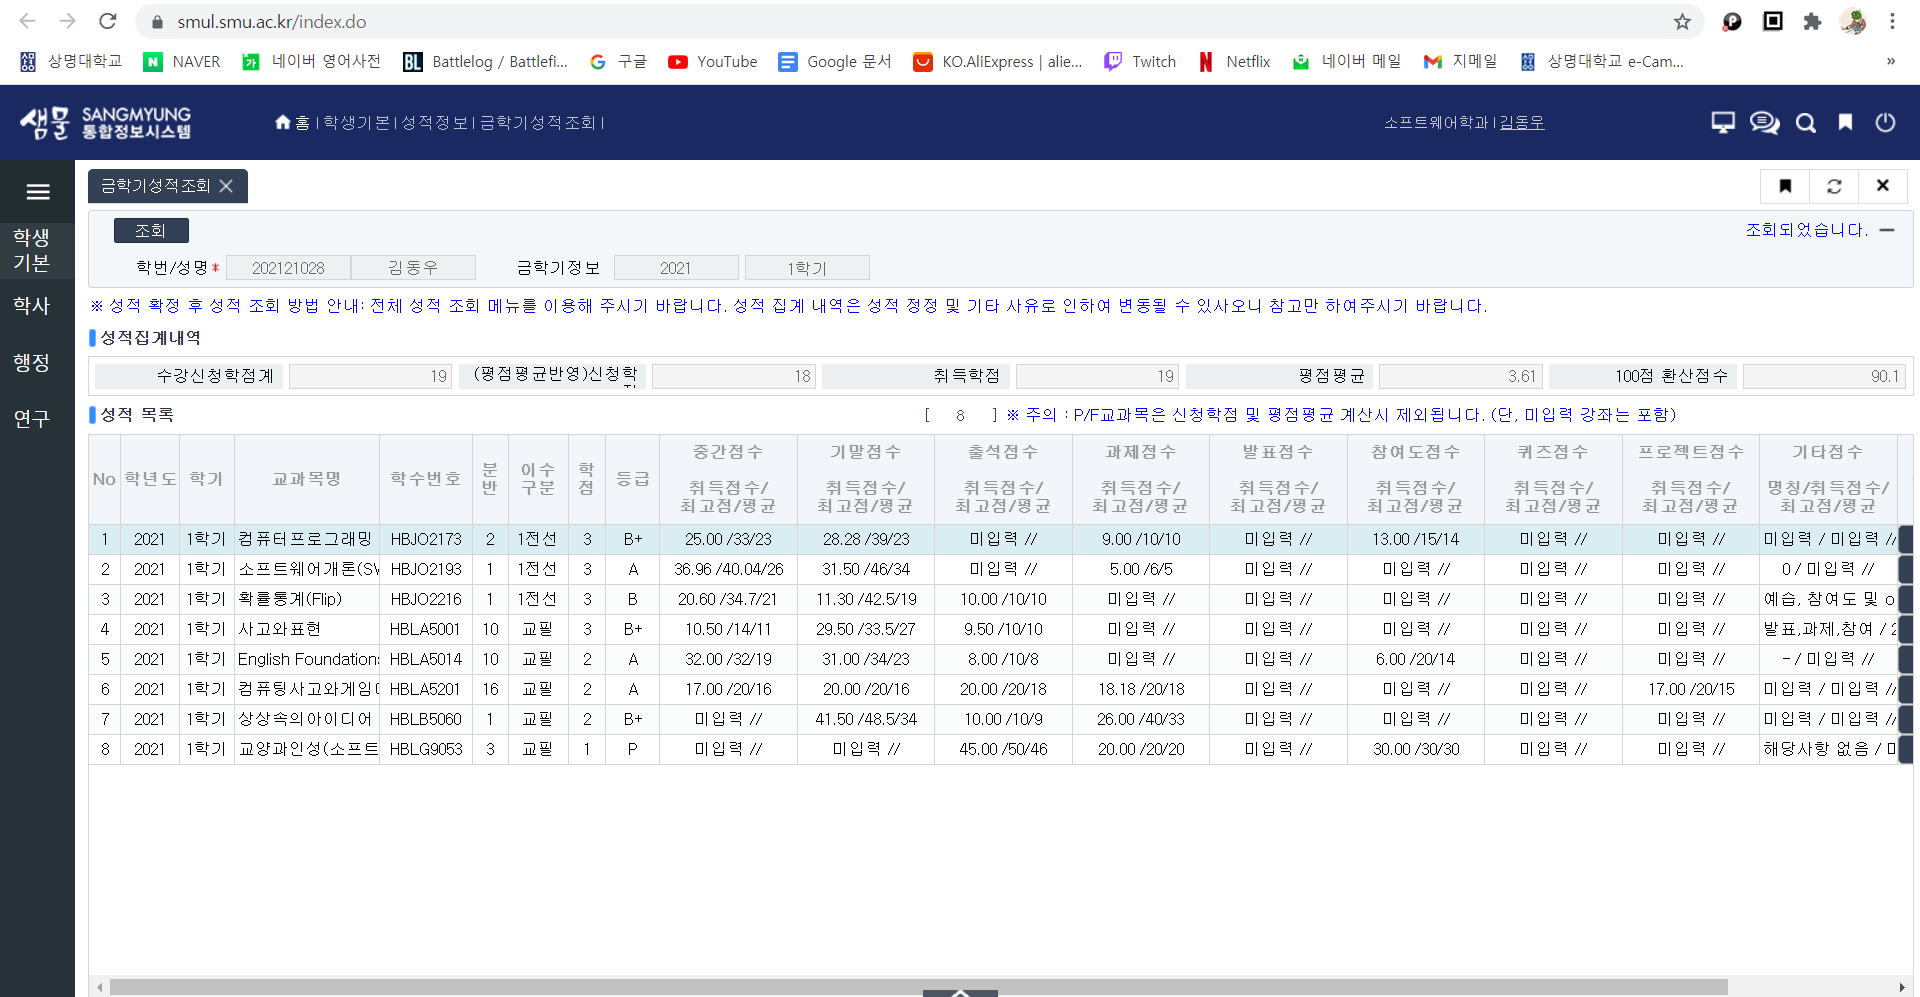 smul.smu.ac.kr/index.do
상명대학교 NAVER 네이버 영어사전 Battlelog / Battlefi... 구글 YouTube Google 문서 KO.AliExpress | alie... Twitch Netflix 네이버 메일 지메일 상명대학교 e-Cam... »
샘물 SANGMYUNG 통합정보시스템
홈 | 학생기본 | 성적정보 | 금학기성적조회 |
소프트웨어학과 | 김동우
금학기성적조회
학생 기본
학사
행정
연구
조회
조회되었습니다.
학번/성명* 202121028 김동우 금학기정보 2021 1학기
※ 성적 확정 후 성적 조회 방법 안내: 전체 성적 조회 메뉴를 이용해 주시기 바랍니다. 성적 집계 내역은 성적 정정 및 기타 사유로 인하여 변동될 수 있사오니 참고만 하여주시기 바랍니다.
성적집계내역
수강신청학점계 19 (평점평균반영)신청학 18 취득학점 19 평점평균 3.61 100점 환산점수 90.1
성적 목록 [ 8 ] ※ 주의 : P/F교과목은 신청학점 및 평점평균 계산시 제외됩니다. (단, 미입력 강좌는 포함)
No 학년도 학기 교과목명 학수번호 분반 이수구분 학점 등급 중간점수 기말점수 출석점수 과제점수 발표점수 참여도점수 퀴즈점수 프로젝트점수 기타점수
취득점수/ 취득점수/ 취득점수/ 취득점수/ 취득점수/ 취득점수/ 취득점수/ 취득점수/ 명칭/취득점수/
최고점/평균 최고점/평균 최고점/평균 최고점/평균 최고점/평균 최고점/평균 최고점/평균 최고점/평균 최고점/평균
1 2021 1학기 컴퓨터프로그래밍 HBJO2173 2 1전선 3 B+ 25.00 /33/23 28.28 /39/23 미입력 // 9.00 /10/10 미입력 // 13.00 /15/14 미입력 // 미입력 // 미입력 / 미입력 //
2 2021 1학기 소프트웨어개론(SW HBJO2193 1 1전선 3 A 36.96 /40.04/26 31.50 /46/34 미입력 // 5.00 /6/5 미입력 // 미입력 // 미입력 // 미입력 // 0 / 미입력 //
3 2021 1학기 확률통계(Flip) HBJO2216 1 1전선 3 B 20.60 /34.7/21 11.30 /42.5/19 10.00 /10/10 미입력 // 미입력 // 미입력 // 미입력 // 미입력 // 예습, 참여도 및
4 2021 1학기 사고와표현 HBLA5001 10 교필 3 B+ 10.50 /14/11 29.50 /33.5/27 9.50 /10/10 미입력 // 미입력 // 미입력 // 미입력 // 미입력 // 발표,과제,참여 /
5 2021 1학기 English Foundations HBLA5014 10 교필 2 A 32.00 /32/19 31.00 /34/23 8.00 /10/8 미입력 // 미입력 // 6.00 /20/14 미입력 // 미입력 // - / 미입력 //
6 2021 1학기 컴퓨팅사고와게임 HBLA5201 16 교필 2 A 17.00 /20/16 20.00 /20/16 20.00 /20/18 18.18 /20/18 미입력 // 미입력 // 미입력 // 17.00 /20/15 미입력 / 미입력 //
7 2021 1학기 상상속의아이디어 HBLB5060 1 교필 2 B+ 미입력 // 41.50 /48.5/34 10.00 /10/9 26.00 /40/33 미입력 // 미입력 // 미입력 // 미입력 // 미입력 / 미입력 //
8 2021 1학기 교양과인성(소프트 HBLG9053 3 교필 1 P 미입력 // 미입력 // 45.00 /50/46 20.00 /20/20 미입력 // 30.00 /30/30 미입력 // 미입력 // 해당사항 없음 /